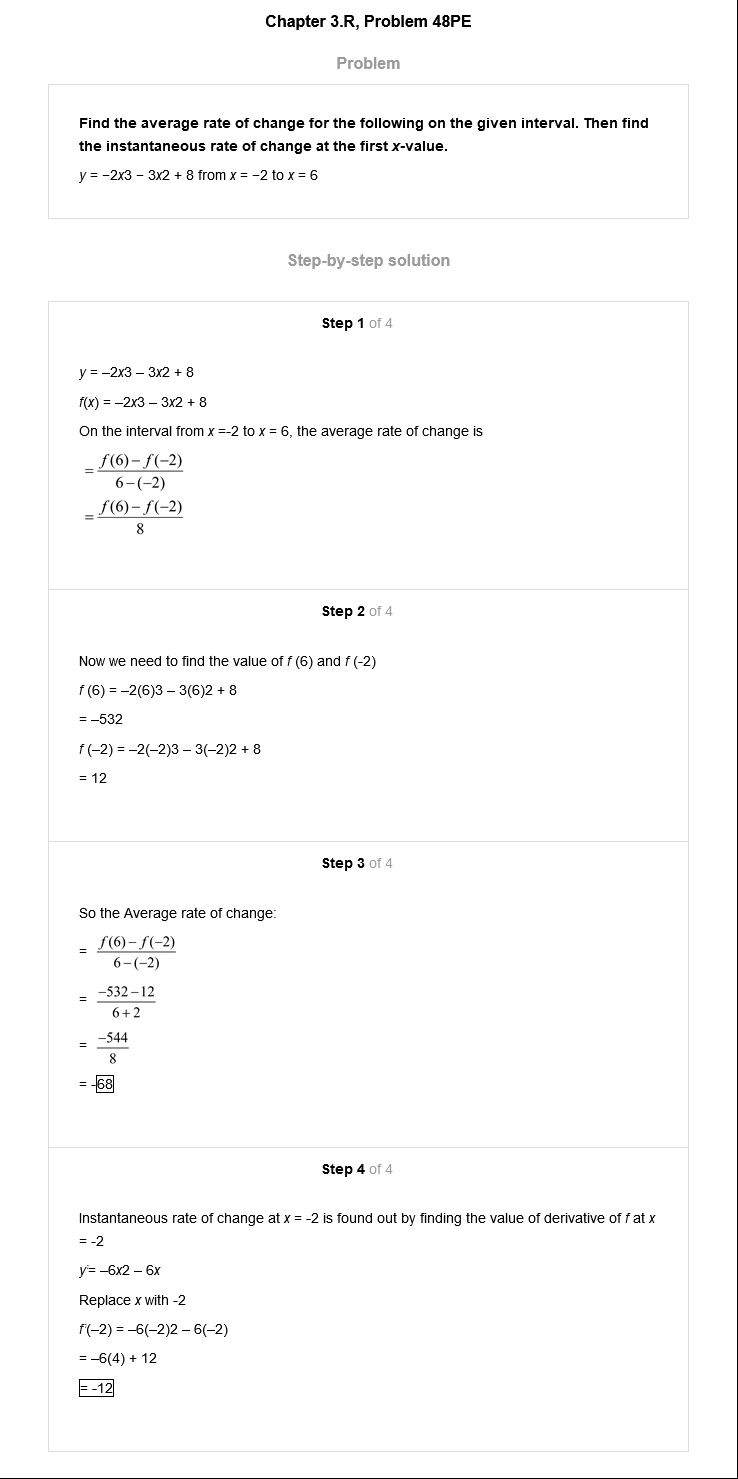 Chapter 3.R, Problem 48PE
Problem
Find the average rate of change for the following on the given interval. Then find
the instantaneous rate of change at the first x-value.
y = −2x3 − 3x2 + 8 from x = −2 to x = 6
Step-by-step solution
Step 1 of 4
y = –2x3 – 3x2 + 8
f(x) = –2x3 – 3x2 + 8
On the interval from x =-2 to x = 6, the average rate of change is
= f(6)−f(−2)
6−(−2)
= f(6)−f(−2)
8
Step 2 of 4
Now we need to find the value of f (6) and f (-2)
f (6) = –2(6)3 – 3(6)2 + 8
= –532
f (–2) = –2(–2)3 – 3(–2)2 + 8
= 12
Step 3 of 4
So the Average rate of change:
= f(6)−f(−2)
6−(−2)
= −532−12
6+2
= −544
8
= -68
Step 4 of 4
Instantaneous rate of change at x = -2 is found out by finding the value of derivative of f at x
= -2
y'= –6x2 – 6x
Replace x with -2
f'(–2) = –6(–2)2 – 6(–2)
= –6(4) + 12
= -12